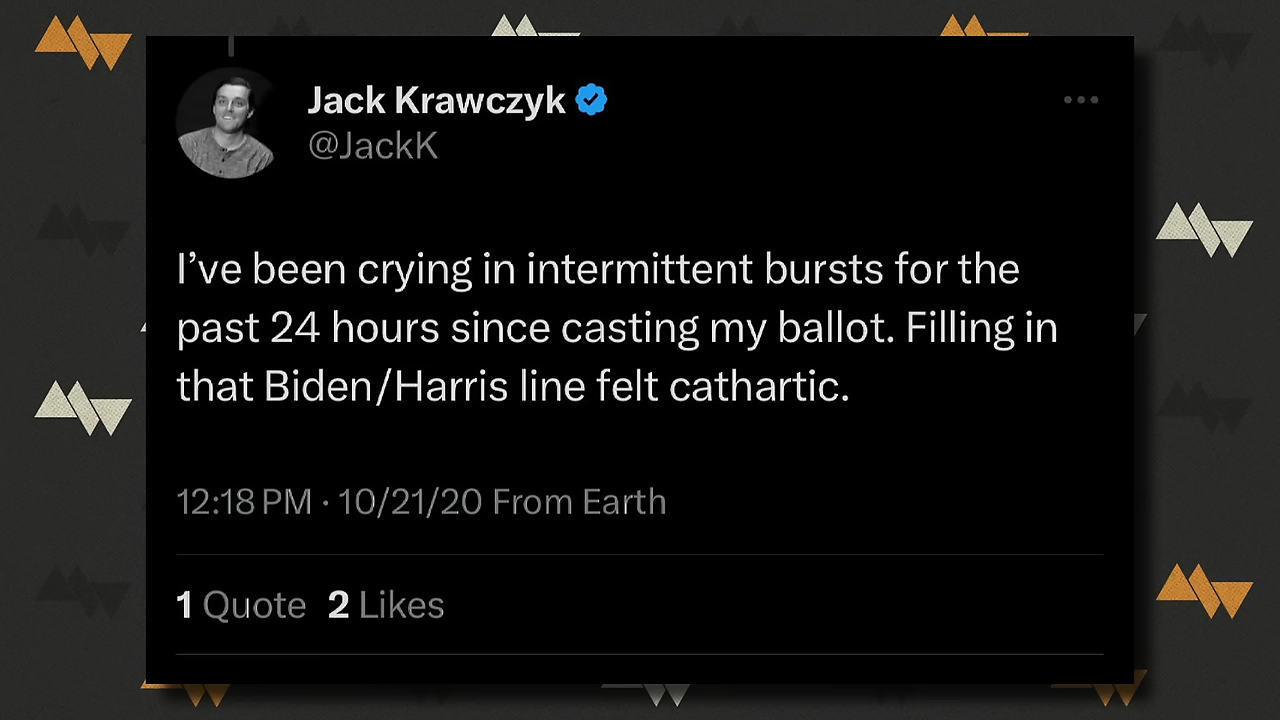 Jack Krawczyk
@JackK
I’ve been crying in intermittent bursts for the
past 24 hours since casting my ballot. Filling in
that Biden/Harris line felt cathartic.
12:18 PM · 10/21/20 From Earth
1 Quote 2 Likes